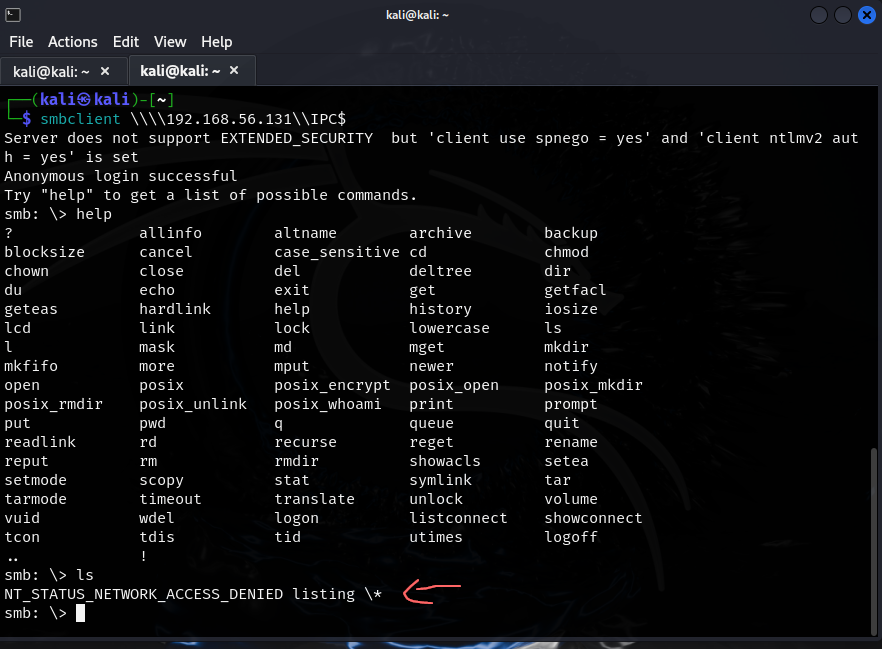 kali@kali: ~
File Actions Edit View Help
kali@kali: ~ × kali@kali: ~ ×
┌──(kali㉿kali)-[~]
└─$ smbclient \\\\192.168.56.131\\IPC$
Server does not support EXTENDED_SECURITY  but 'client use spnego = yes' and 'client ntlmv2 aut
h = yes' is set
Anonymous login successful
Try "help" to get a list of possible commands.
smb: \> help
?              allinfo        altname        archive        backup
blocksize      cancel         case_sensitive cd             chmod
chown          close          del            deltree        dir
du             echo           exit           get            getfacl
geteas         hardlink       help           history        iosize
lcd            link           lock           lowercase      ls
l              mask           md             mget           mkdir
mkfifo         more           mput           newer          notify
open           posix          posix_encrypt  posix_open     posix_mkdir
posix_rmdir    posix_unlink   posix_whoami   print          prompt
put            pwd            q              queue          quit
readlink       rd             recurse        reget          rename
reput          rm             rmdir          showacls       setea
setmode        scopy          stat           symlink        tar
tarmode        timeout        translate      unlock         volume
vuid           wdel           logon          listconnect    showconnect
tcon           tdis           tid            utimes         logoff
..             !
smb: \> ls
NT_STATUS_NETWORK_ACCESS_DENIED listing \*
smb: \>